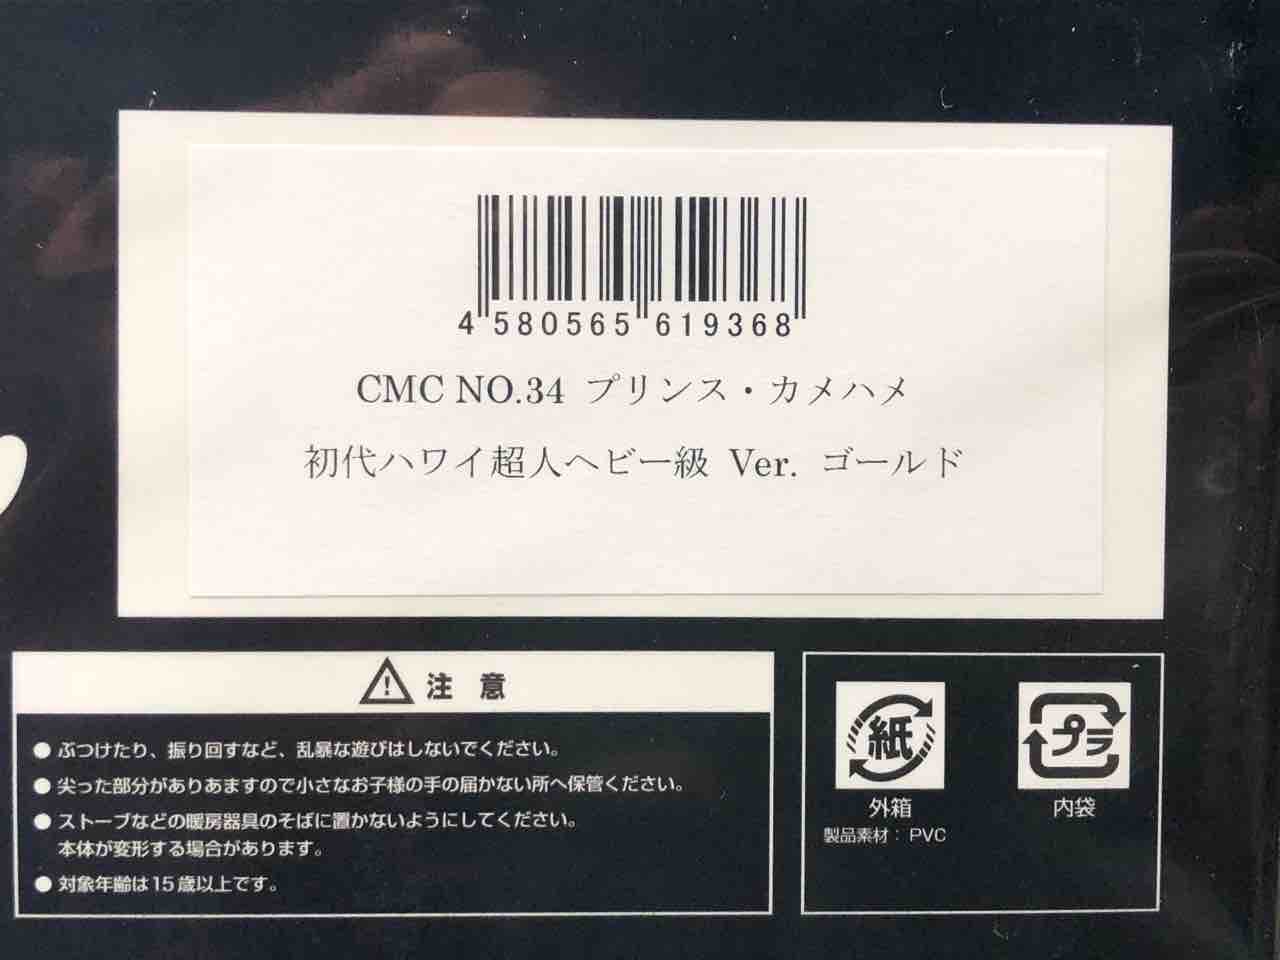 4 580565 619368
CMC NO.34 プリンス・カメハメ
初代ハワイ超人ヘビー級 Ver. ゴールド
注 意
●ぶつけたり、振り回すなど、乱暴な遊びはしないでください。
●尖った部分がありあますので小さなお子様の手の届かない所へ保管ください。
●ストーブなどの暖房器具のそばに置かないようにしてください。
本体が変形する場合があります。
●対象年齢は15歳以上です。
紙
外箱
プラ
内袋
製品素材：PVC